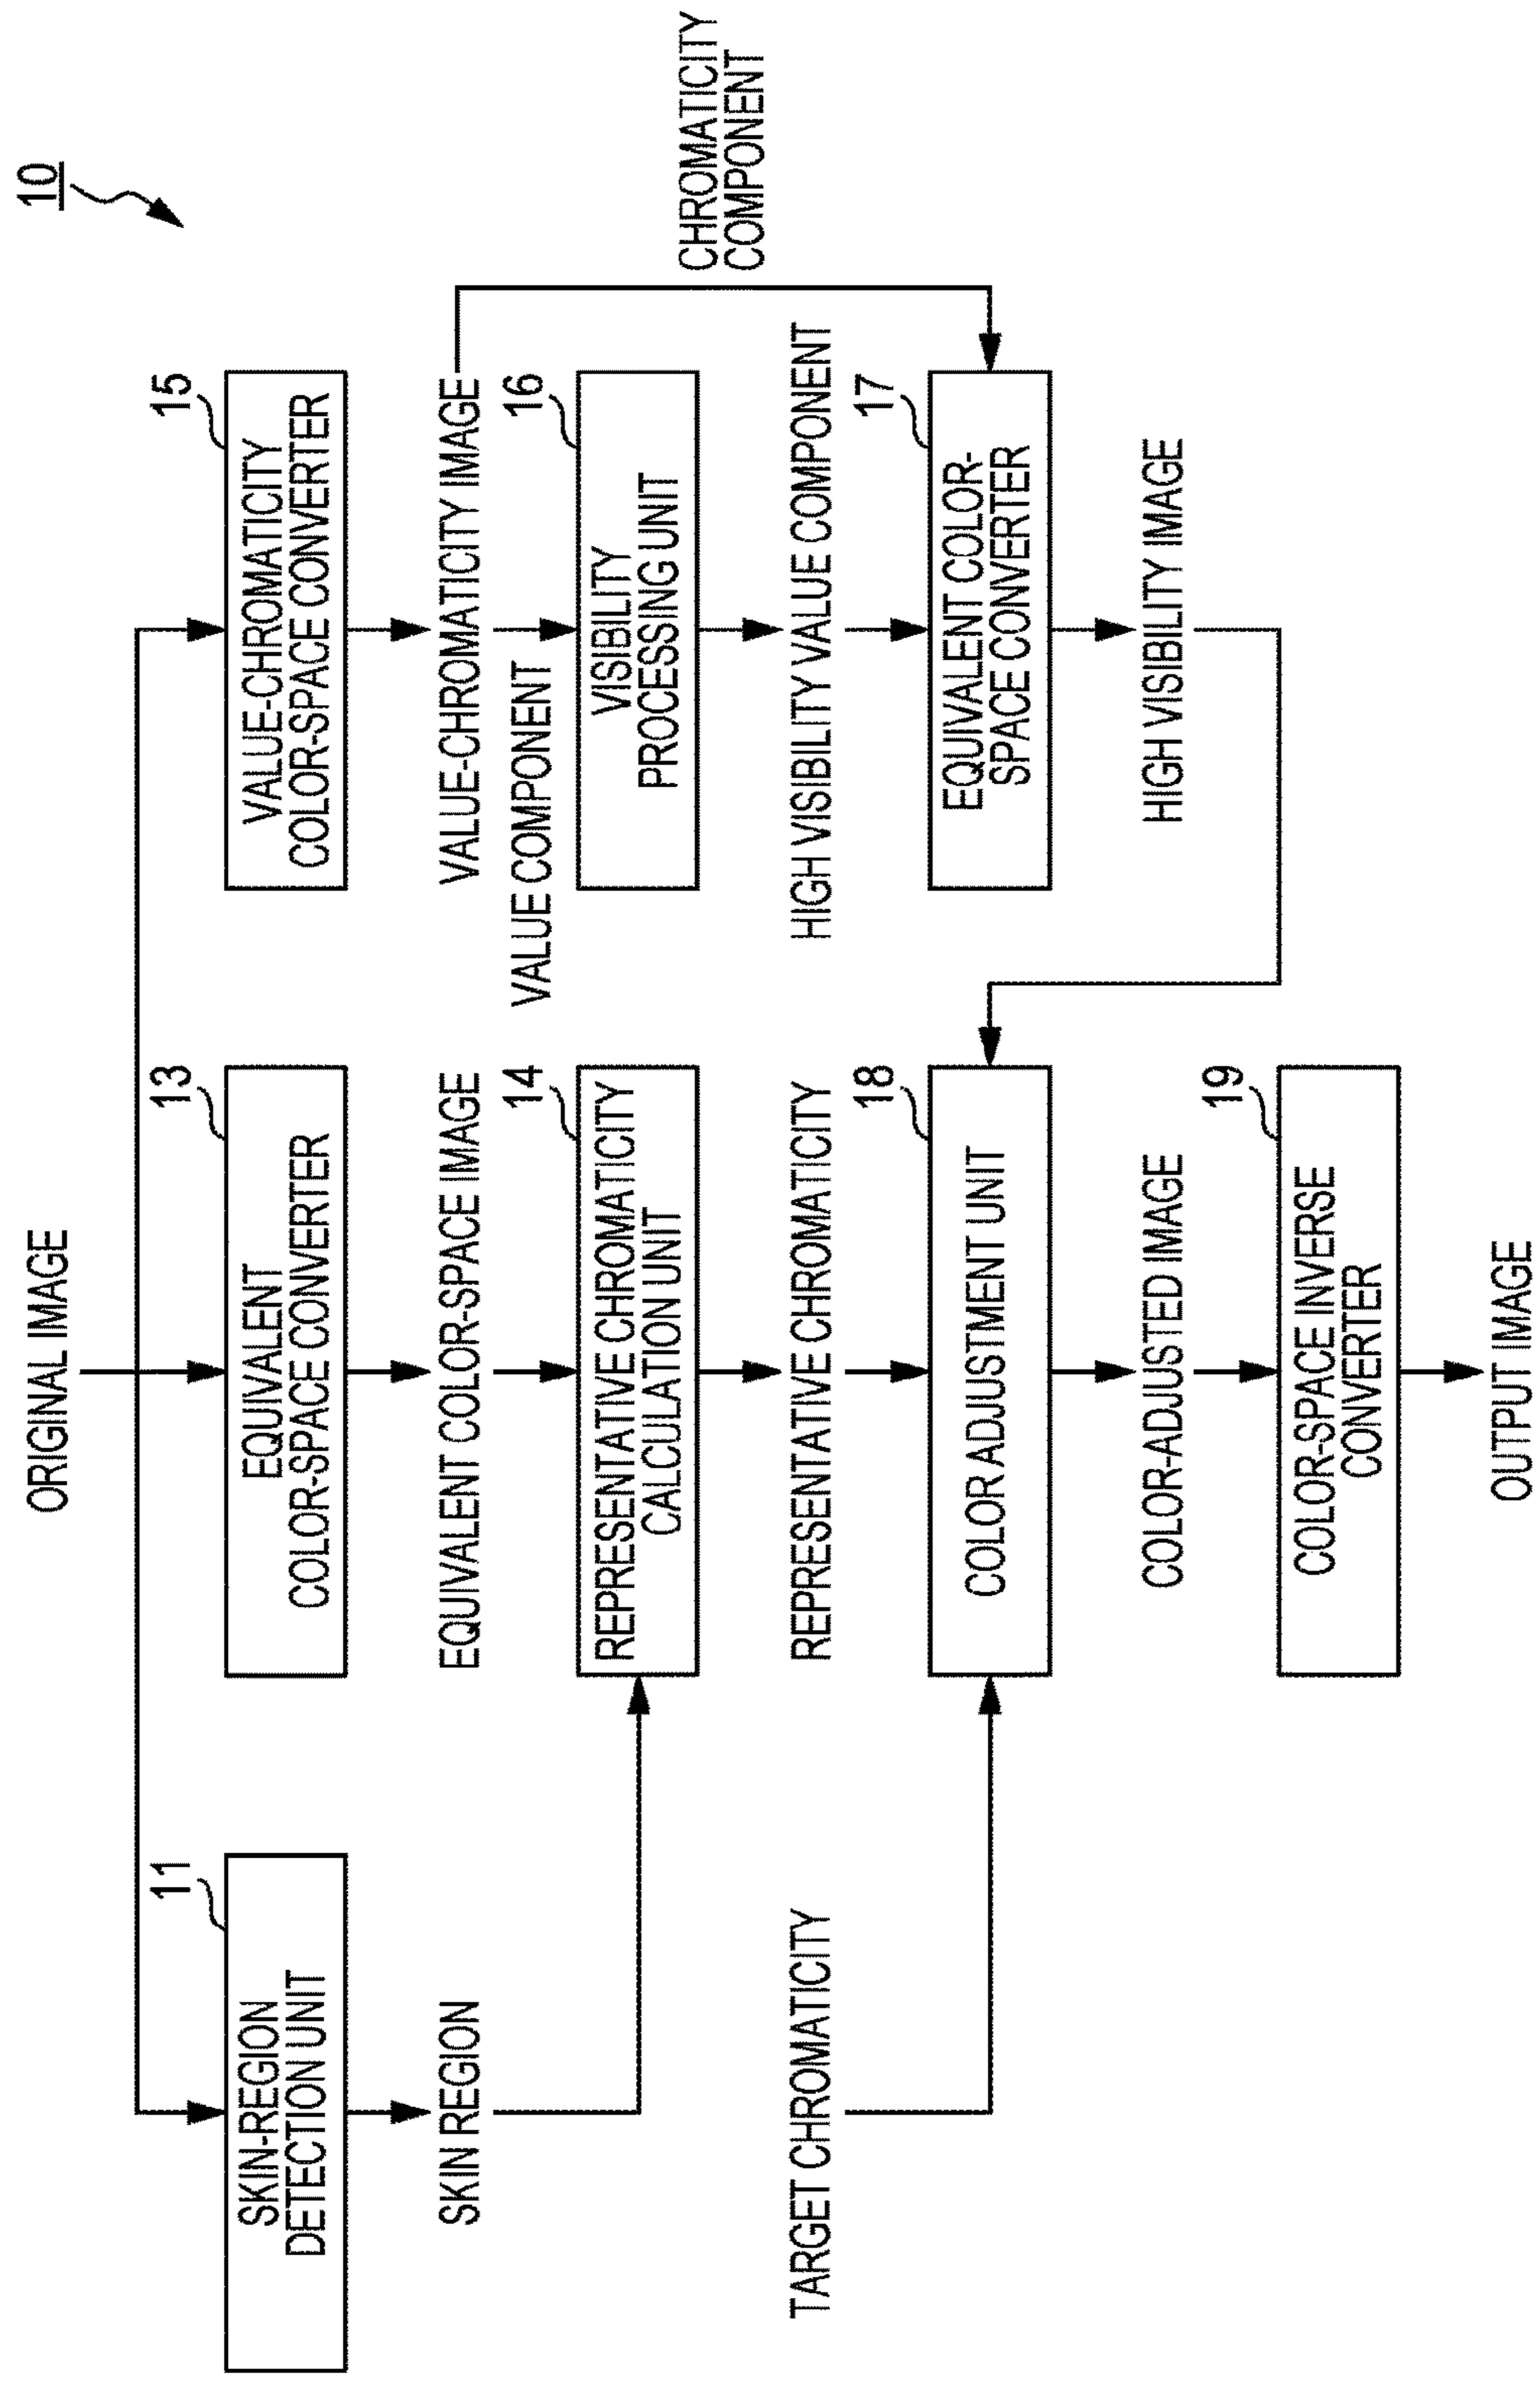 10
ORIGINAL IMAGE
11
SKIN-REGION
DETECTION UNIT
13
EQUIVALENT
COLOR-SPACE CONVERTER
15
VALUE-CHROMATICITY
COLOR-SPACE CONVERTER
SKIN REGION
EQUIVALENT COLOR-SPACE IMAGE
VALUE-CHROMATICITY IMAGE
VALUE COMPONENT
14
REPRESENTATIVE CHROMATICITY
CALCULATION UNIT
16
VISIBILITY
PROCESSING UNIT
CHROMATICITY
COMPONENT
TARGET CHROMATICITY
REPRESENTATIVE CHROMATICITY
HIGH VISIBILITY VALUE COMPONENT
18
COLOR ADJUSTMENT UNIT
17
EQUIVALENT COLOR-
SPACE CONVERTER
COLOR-ADJUSTED IMAGE
HIGH VISIBILITY IMAGE
19
COLOR-SPACE INVERSE
CONVERTER
OUTPUT IMAGE